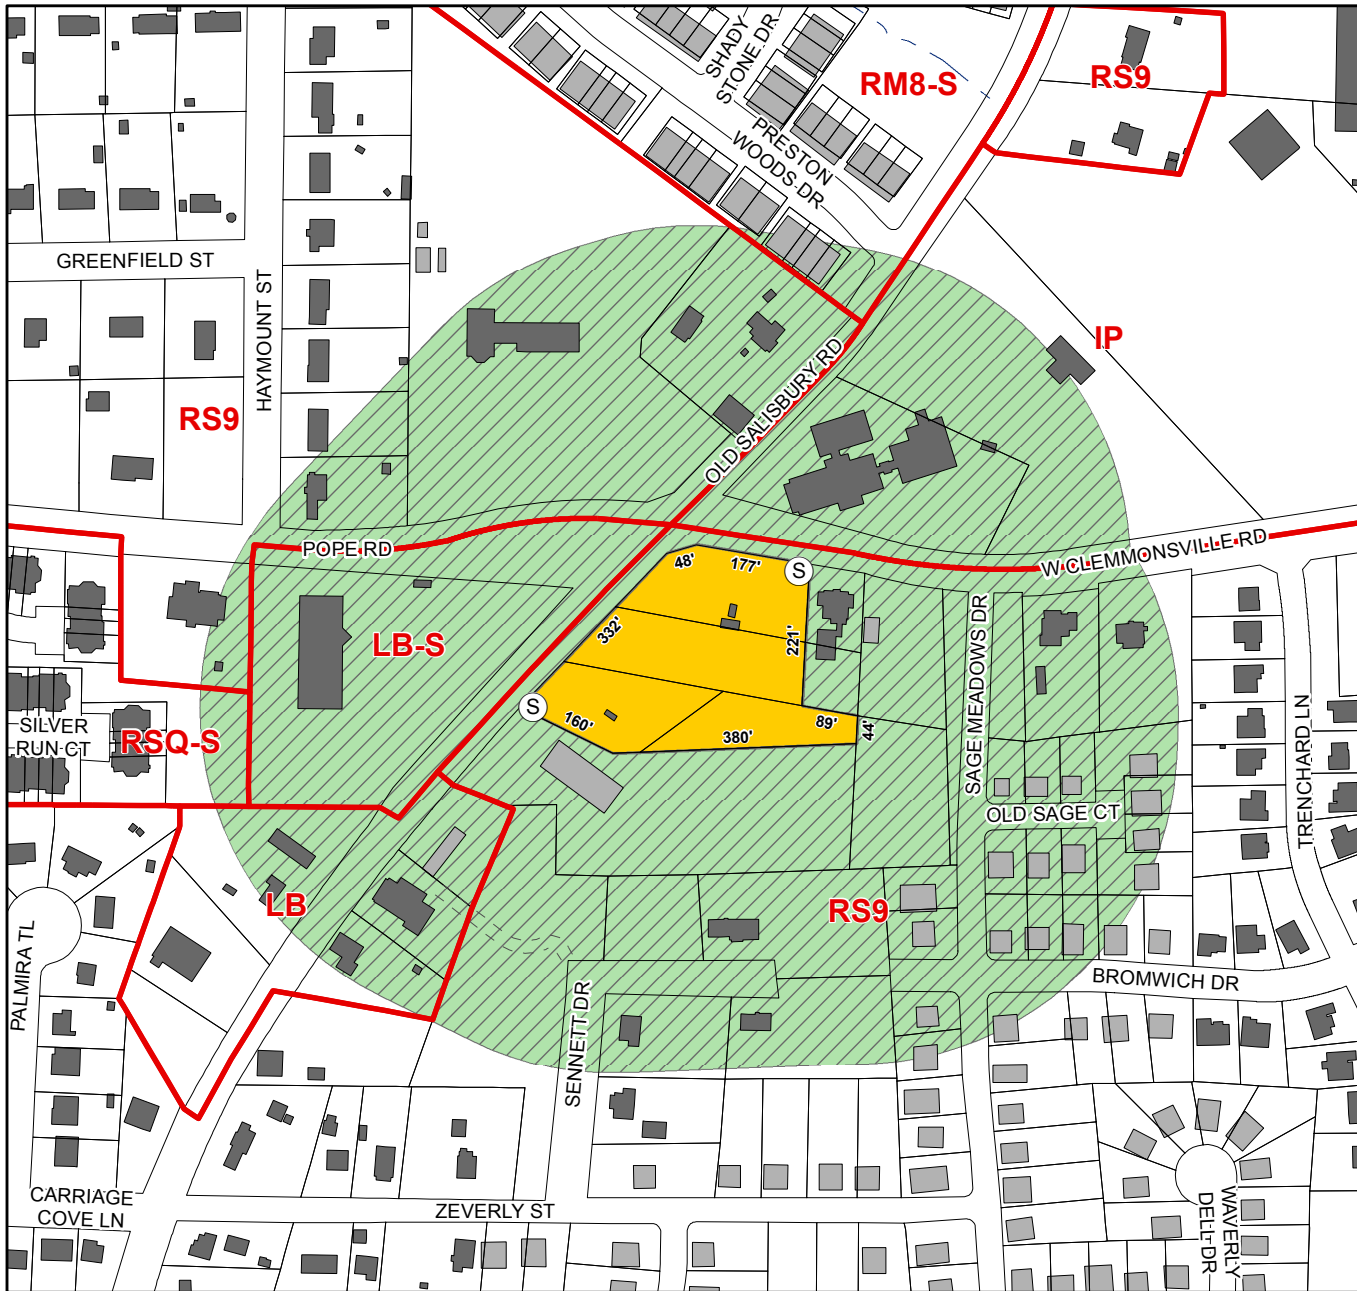 SHADY
STONE DR
RM8-S
RS9
PRESTON
WOODS DR
GREENFIELD ST
HAYMOUNT ST
IP
OLD SALISBURY RD
RS9
POPE RD
W CLEMMONSVILLE RD
48'
177'
S
332'
221'
LB-S
SAGE MEADOWS DR
S
160'
89'
44'
380'
SILVER
RUN CT
RSQ-S
TRENCHARD LN
OLD SAGE CT
LB
RS9
PALMIRA TL
BROMWICH DR
SENNETT DR
CARRIAGE
COVE LN
ZEVERLY ST
WAVERLY
DELL DR